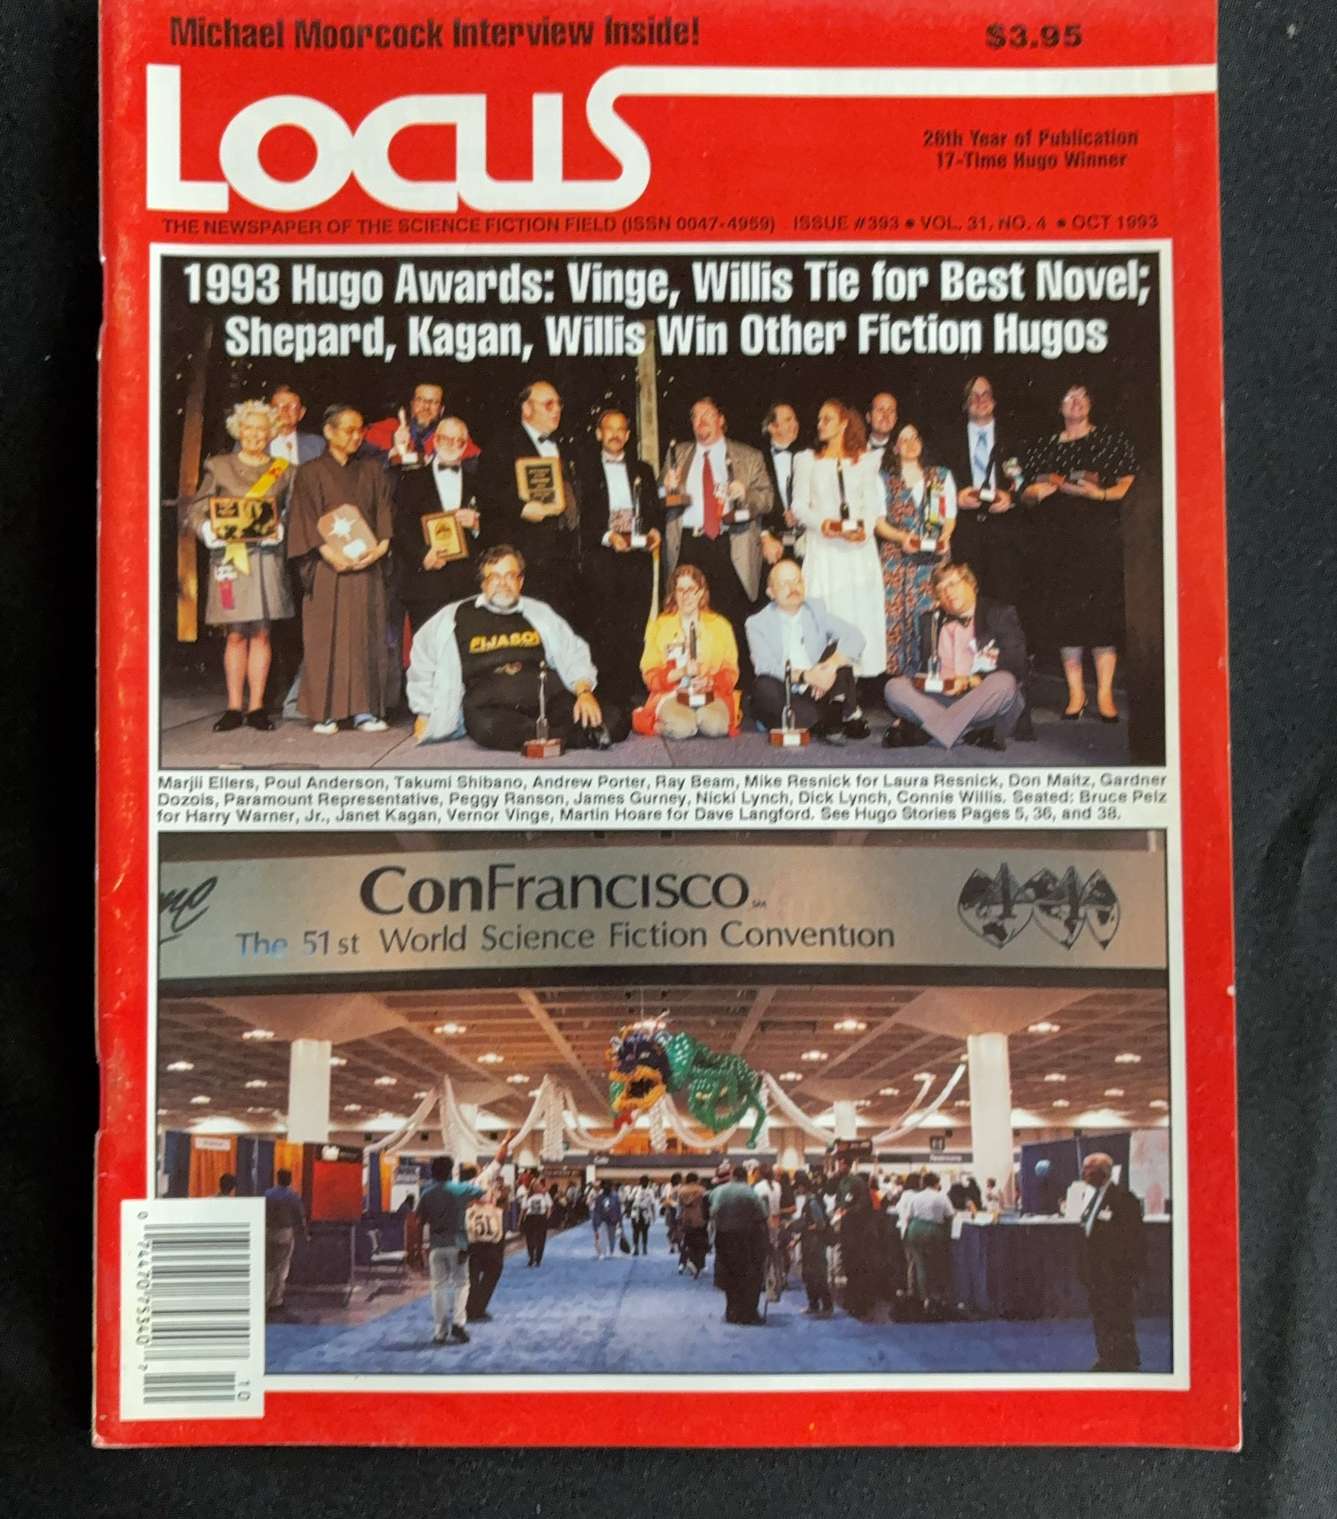 Michael Moorcock Interview Inside!
$3.95
LOCUS
26th Year of Publication
17-Time Hugo Winner
THE NEWSPAPER OF THE SCIENCE FICTION FIELD (ISSN 0047-4959) ISSUE #393 • VOL. 31, NO. 4 • OCT 1993
1993 Hugo Awards: Vinge, Willis Tie for Best Novel;
Shepard, Kagan, Willis Win Other Fiction Hugos
Marjii Ellers, Poul Anderson, Takumi Shibano, Andrew Porter, Ray Beam, Mike Resnick for Laura Resnick, Don Maitz, Gardner
Dozois, Paramount Representative, Peggy Ranson, James Gurney, Nicki Lynch, Dick Lynch, Connie Willis. Seated: Bruce Pelz
for Harry Warner, Jr., Janet Kagan, Vernor Vinge, Martin Hoare for Dave Langford. See Hugo Stories Pages 5, 36, and 38.
ConFrancisco
SM
The 51st World Science Fiction Convention
51
0 74470 75340 7
10